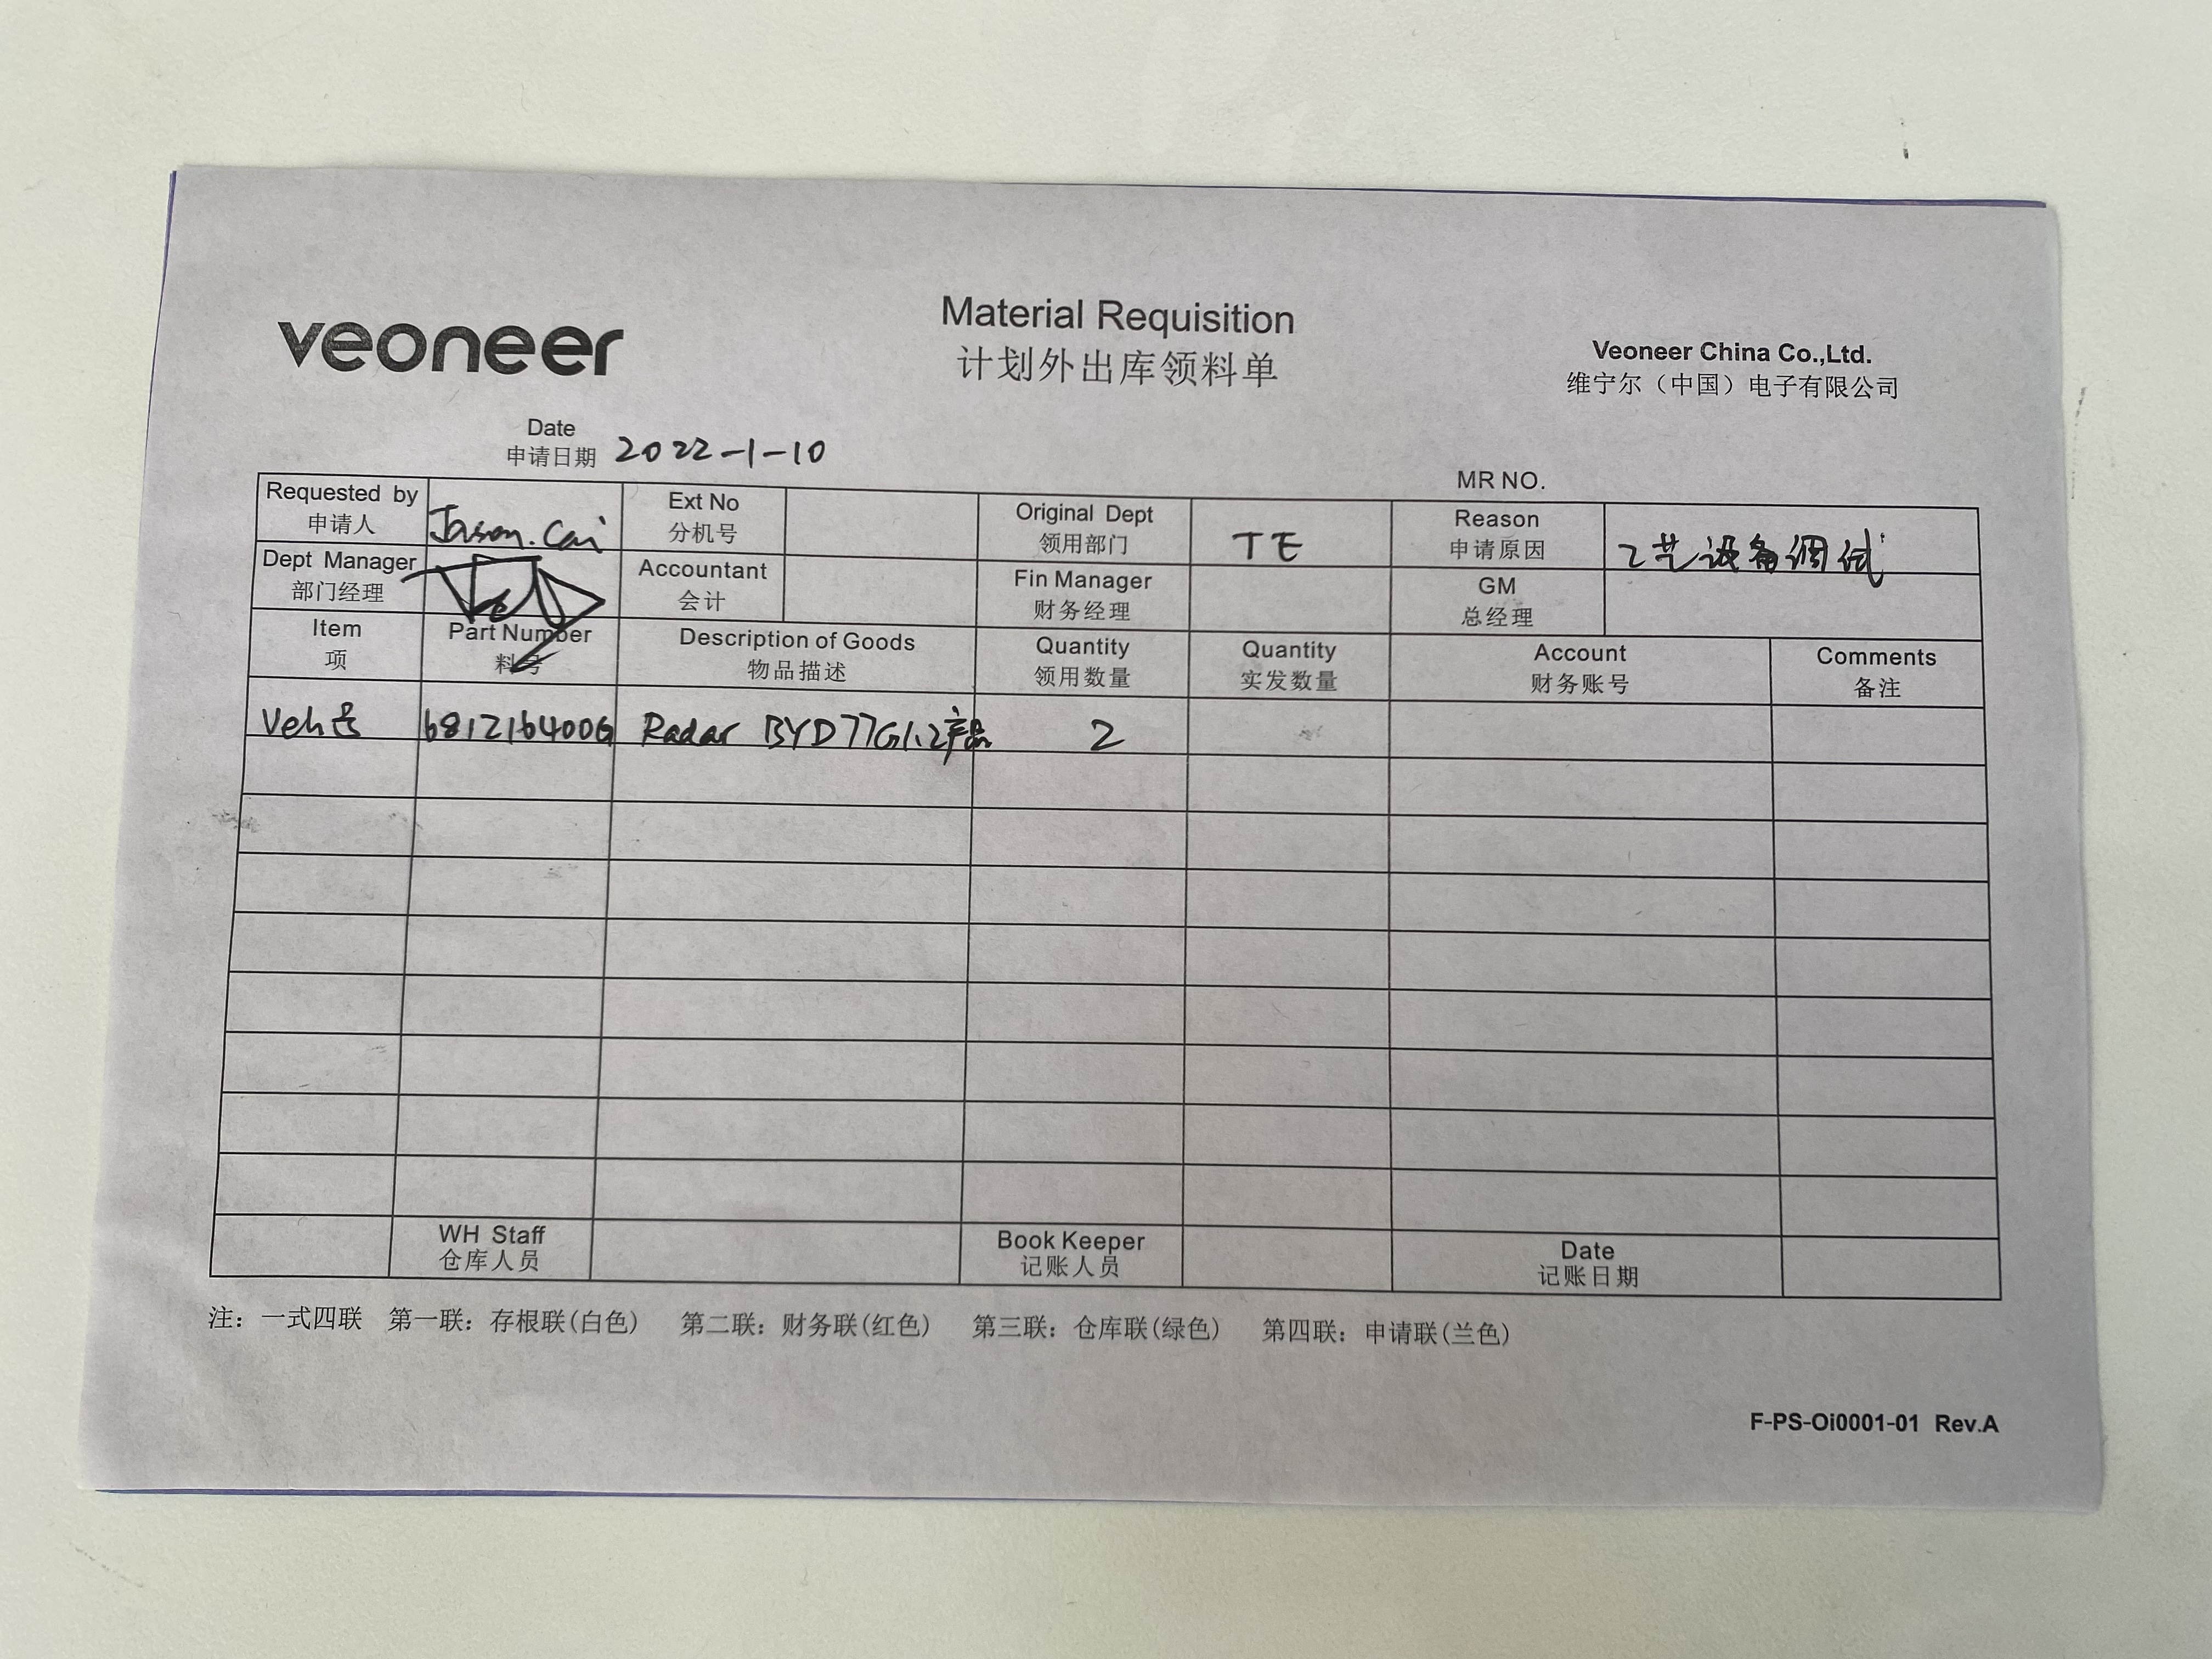 veoneer
Material Requisition
计划外出库领料单
Veoneer China Co.,Ltd.
维宁尔（中国）电子有限公司
Date
申请日期 2022-1-10
MR NO.
Requested by Jason.Cai Ext No Original Dept TE Reason 工艺设备调试
申请人 分机号 领用部门 申请原因
Dept Manager Accountant Fin Manager GM
部门经理 会计 财务经理 总经理
Item Part Number Description of Goods Quantity Quantity Account Comments
项 料号 物品描述 领用数量 实发数量 财务账号 备注
Veh号 681216400G Radar BYD77G1.2产品 2
WH Staff Book Keeper Date
仓库人员 记账人员 记账日期
注：一式四联 第一联：存根联(白色) 第二联：财务联(红色) 第三联：仓库联(绿色) 第四联：申请联(兰色)
F-PS-Oi0001-01 Rev.A